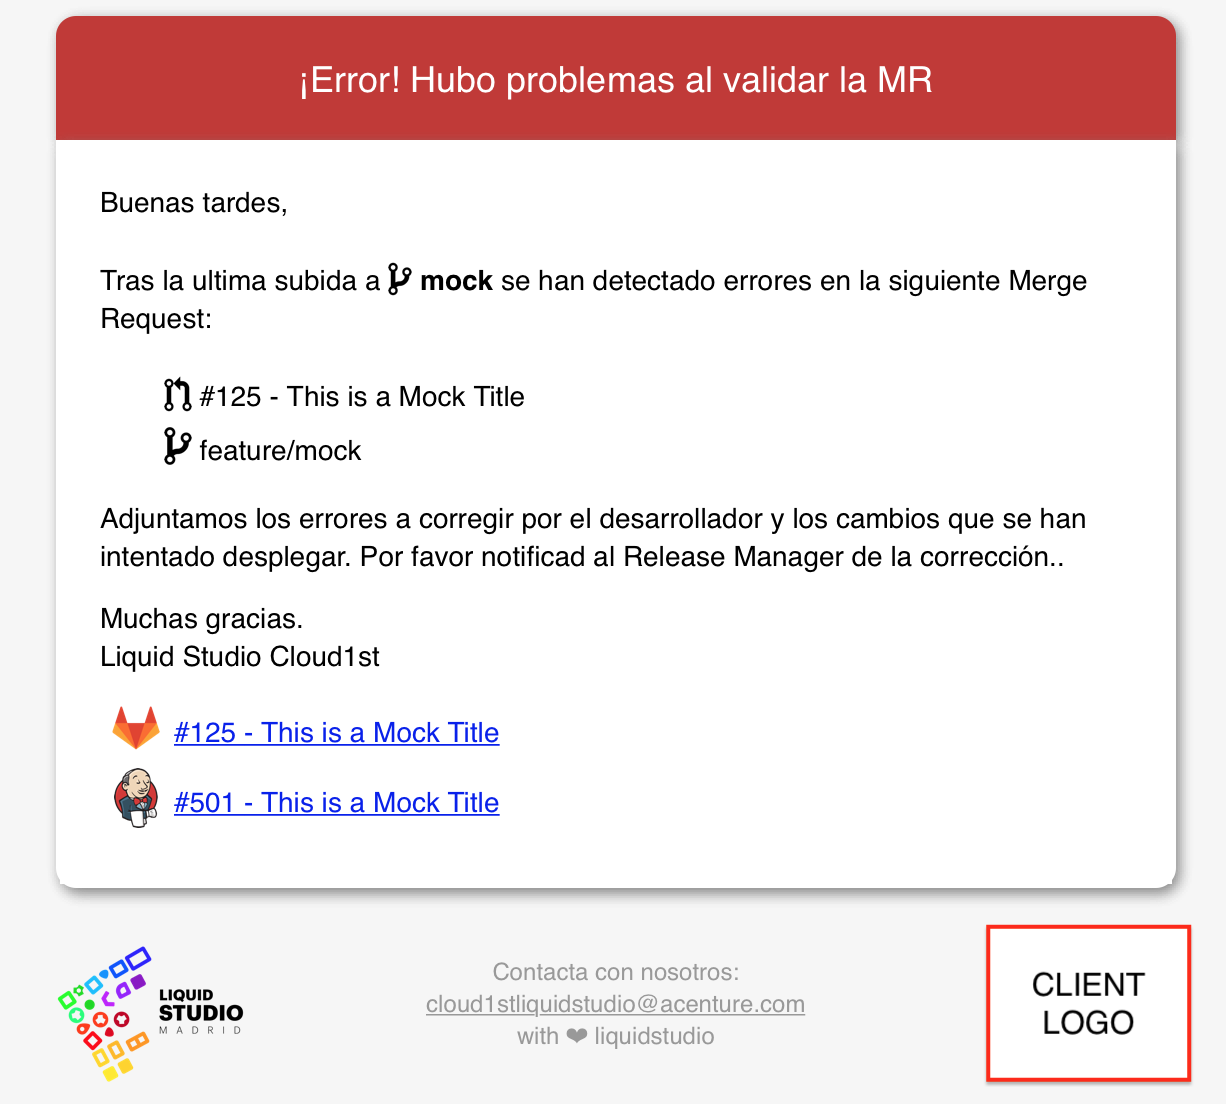 ¡Error! Hubo problemas al validar la MR
Buenas tardes,
Tras la ultima subida a mock se han detectado errores en la siguiente Merge
Request:
#125 - This is a Mock Title
feature/mock
Adjuntamos los errores a corregir por el desarrollador y los cambios que se han
intentado desplegar. Por favor notificad al Release Manager de la corrección..
Muchas gracias.
Liquid Studio Cloud1st
#125 - This is a Mock Title
#501 - This is a Mock Title
LIQUID
STUDIO
MADRID
Contacta con nosotros:
cloud1stliquidstudio@acenture.com
with ❤ liquidstudio
CLIENT
LOGO